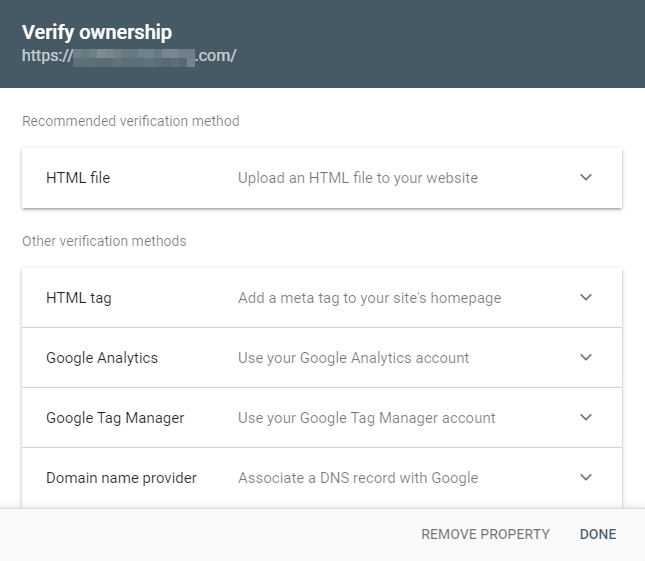 Verify ownership
https:// .com/
Recommended verification method
HTML file Upload an HTML file to your website
Other verification methods
HTML tag Add a meta tag to your site's homepage
Google Analytics Use your Google Analytics account
Google Tag Manager Use your Google Tag Manager account
Domain name provider Associate a DNS record with Google
REMOVE PROPERTY DONE